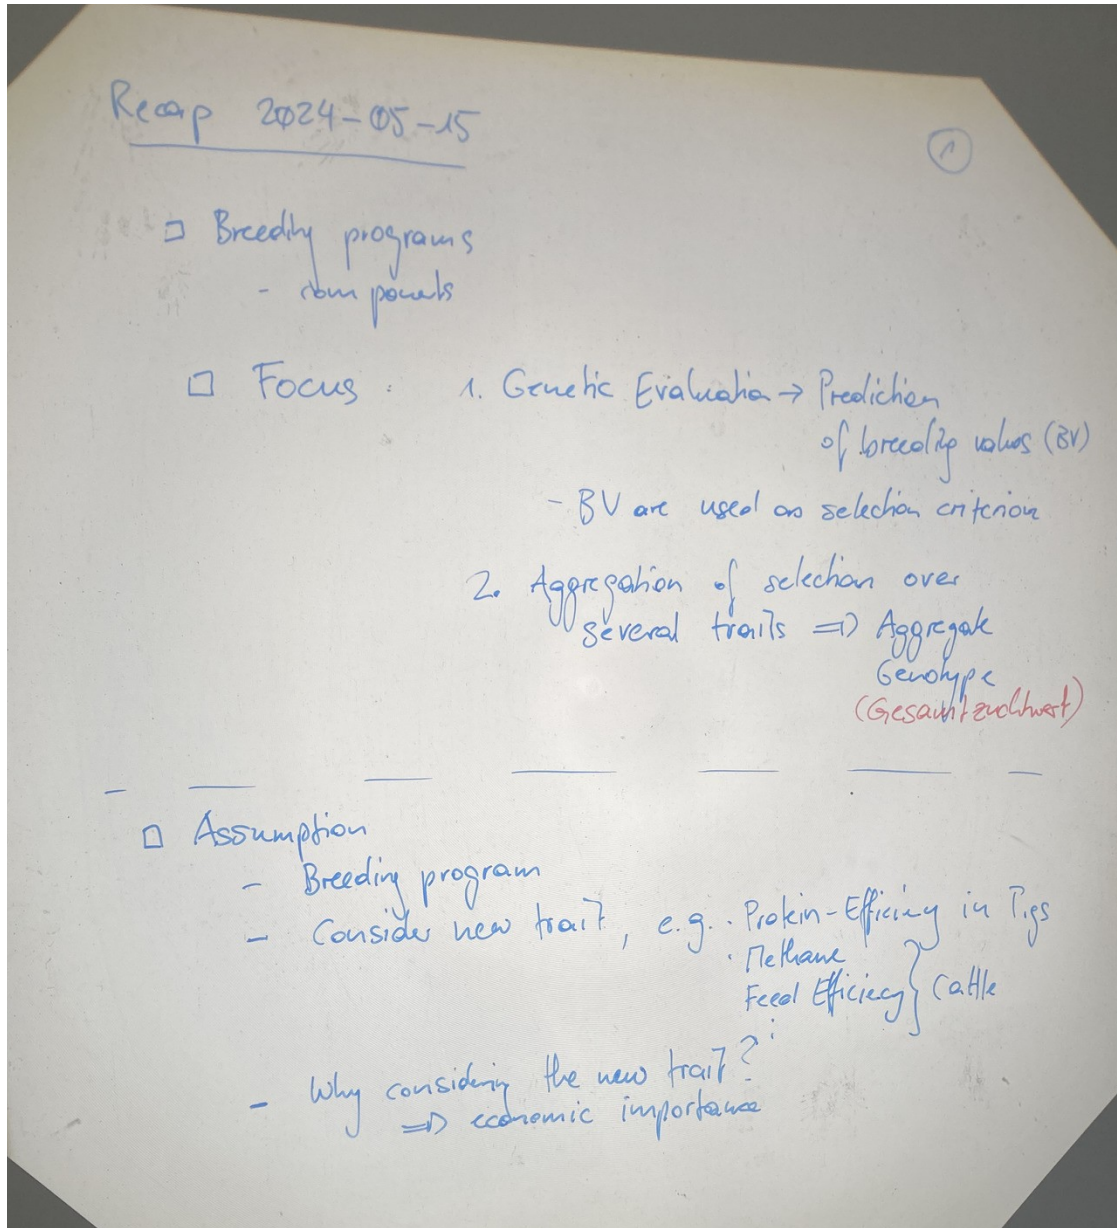 Recap 2024-05-15
1
Breeding programs
- components
Focus : 1. Genetic Evaluation → Prediction
of breeding values (BV)
- BV are used as selection criterion
2. Aggregation of selection over
several traits ⇒ Aggregate
Genotype
(Gesamtzuchtwert)
Assumption
- Breeding program
- Consider new trait, e.g. · Protein-Efficiency in Pigs
· Methane
Feed Efficiency } Cattle
- Why considering the new trait?
⇒ economic importance